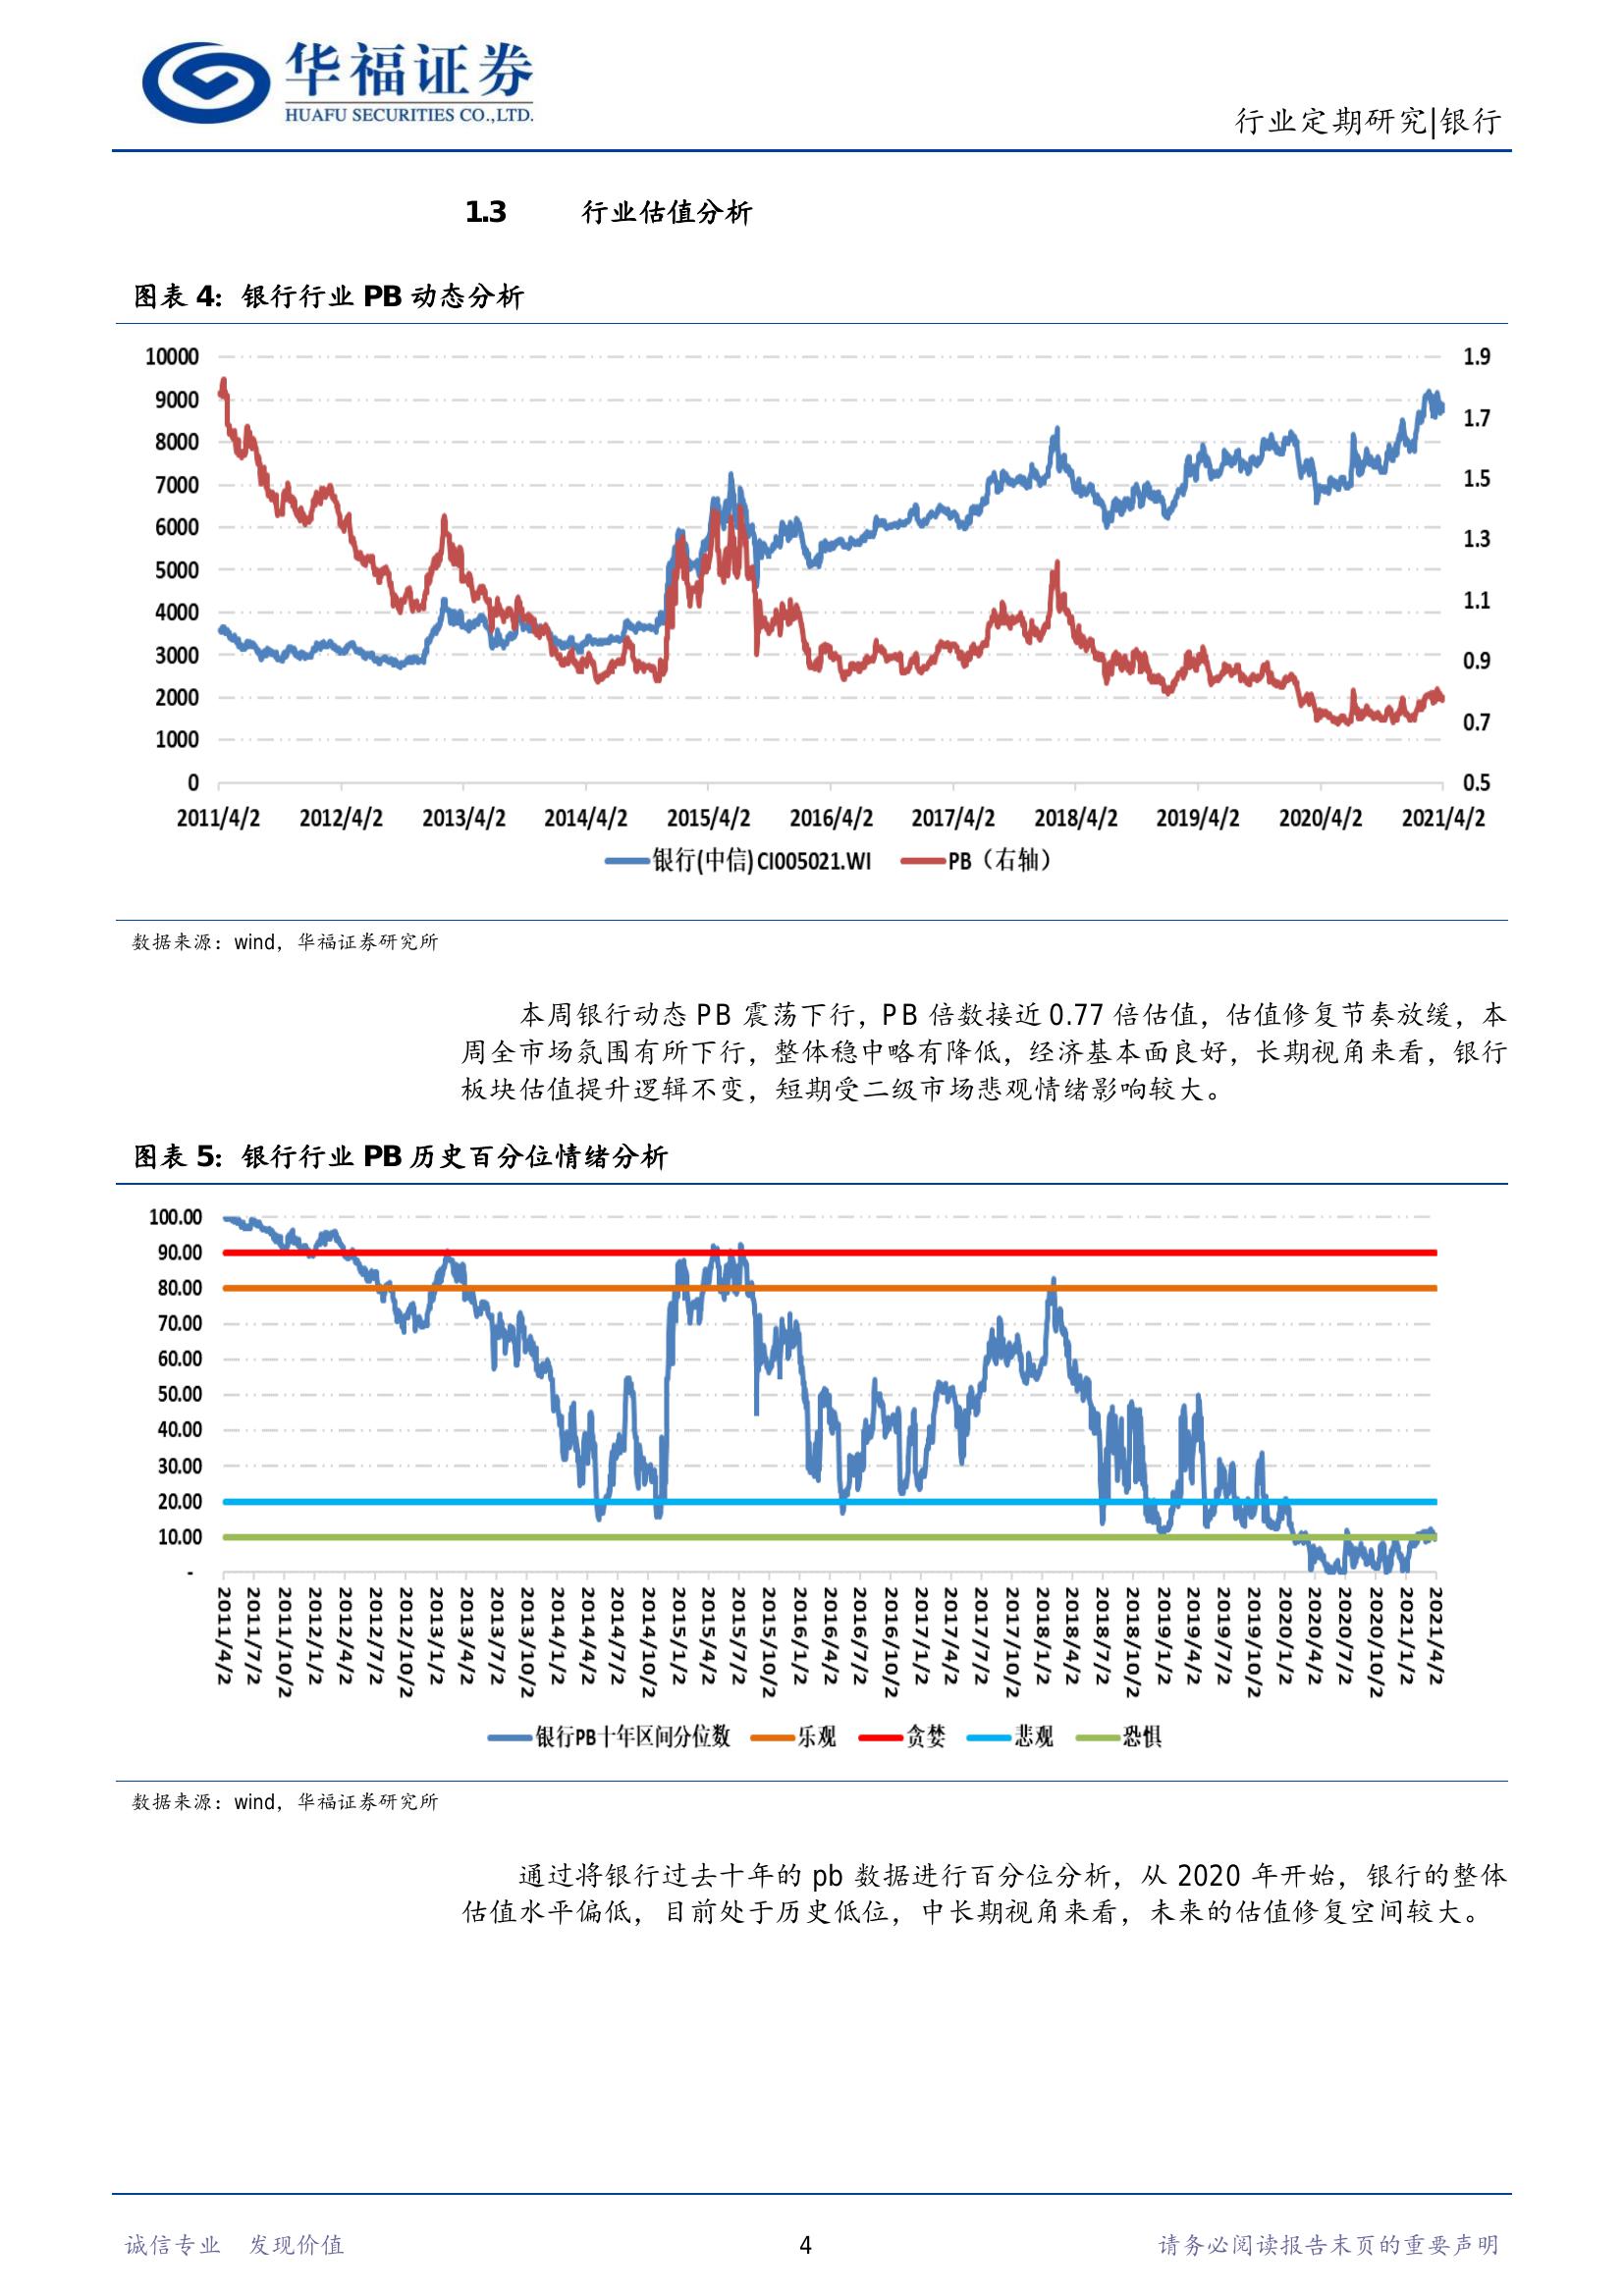 华福证券
HUAFU SECURITIES CO.,LTD.
行业定期研究|银行
1.3 行业估值分析
图表 4：银行行业 PB 动态分析
10000
9000
8000
7000
6000
5000
4000
3000
2000
1000
0
1.9
1.7
1.5
1.3
1.1
0.9
0.7
0.5
2011/4/2 2012/4/2 2013/4/2 2014/4/2 2015/4/2 2016/4/2 2017/4/2 2018/4/2 2019/4/2 2020/4/2 2021/4/2
银行(中信) CI005021.WI PB（右轴）
数据来源：wind，华福证券研究所
本周银行动态 PB 震荡下行，PB 倍数接近 0.77 倍估值，估值修复节奏放缓，本
周全市场氛围有所下行，整体稳中略有降低，经济基本面良好，长期视角来看，银行
板块估值提升逻辑不变，短期受二级市场悲观情绪影响较大。
图表 5：银行行业 PB 历史百分位情绪分析
100.00
90.00
80.00
70.00
60.00
50.00
40.00
30.00
20.00
10.00
-
2011/4/2 2011/7/2 2011/10/2 2012/1/2 2012/4/2 2012/7/2 2012/10/2 2013/1/2 2013/4/2 2013/7/2 2013/10/2 2014/1/2 2014/4/2 2014/7/2 2014/10/2 2015/1/2 2015/4/2 2015/7/2 2015/10/2 2016/1/2 2016/4/2 2016/7/2 2016/10/2 2017/1/2 2017/4/2 2017/7/2 2017/10/2 2018/1/2 2018/4/2 2018/7/2 2018/10/2 2019/1/2 2019/4/2 2019/7/2 2019/10/2 2020/1/2 2020/4/2 2020/7/2 2020/10/2 2021/1/2 2021/4/2
银行PB十年区间分位数 乐观 贪婪 悲观 恐惧
数据来源：wind，华福证券研究所
通过将银行过去十年的 pb 数据进行百分位分析，从 2020 年开始，银行的整体
估值水平偏低，目前处于历史低位，中长期视角来看，未来的估值修复空间较大。
诚信专业 发现价值 4 请务必阅读报告末页的重要声明